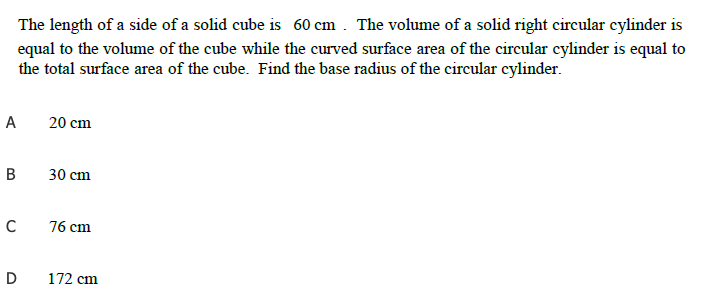 The length of a side of a solid cube is 60 cm . The volume of a solid right circular cylinder is
equal to the volume of the cube while the curved surface area of the circular cylinder is equal to
the total surface area of the cube. Find the base radius of the circular cylinder.
A 20 cm
B 30 cm
C 76 cm
D 172 cm